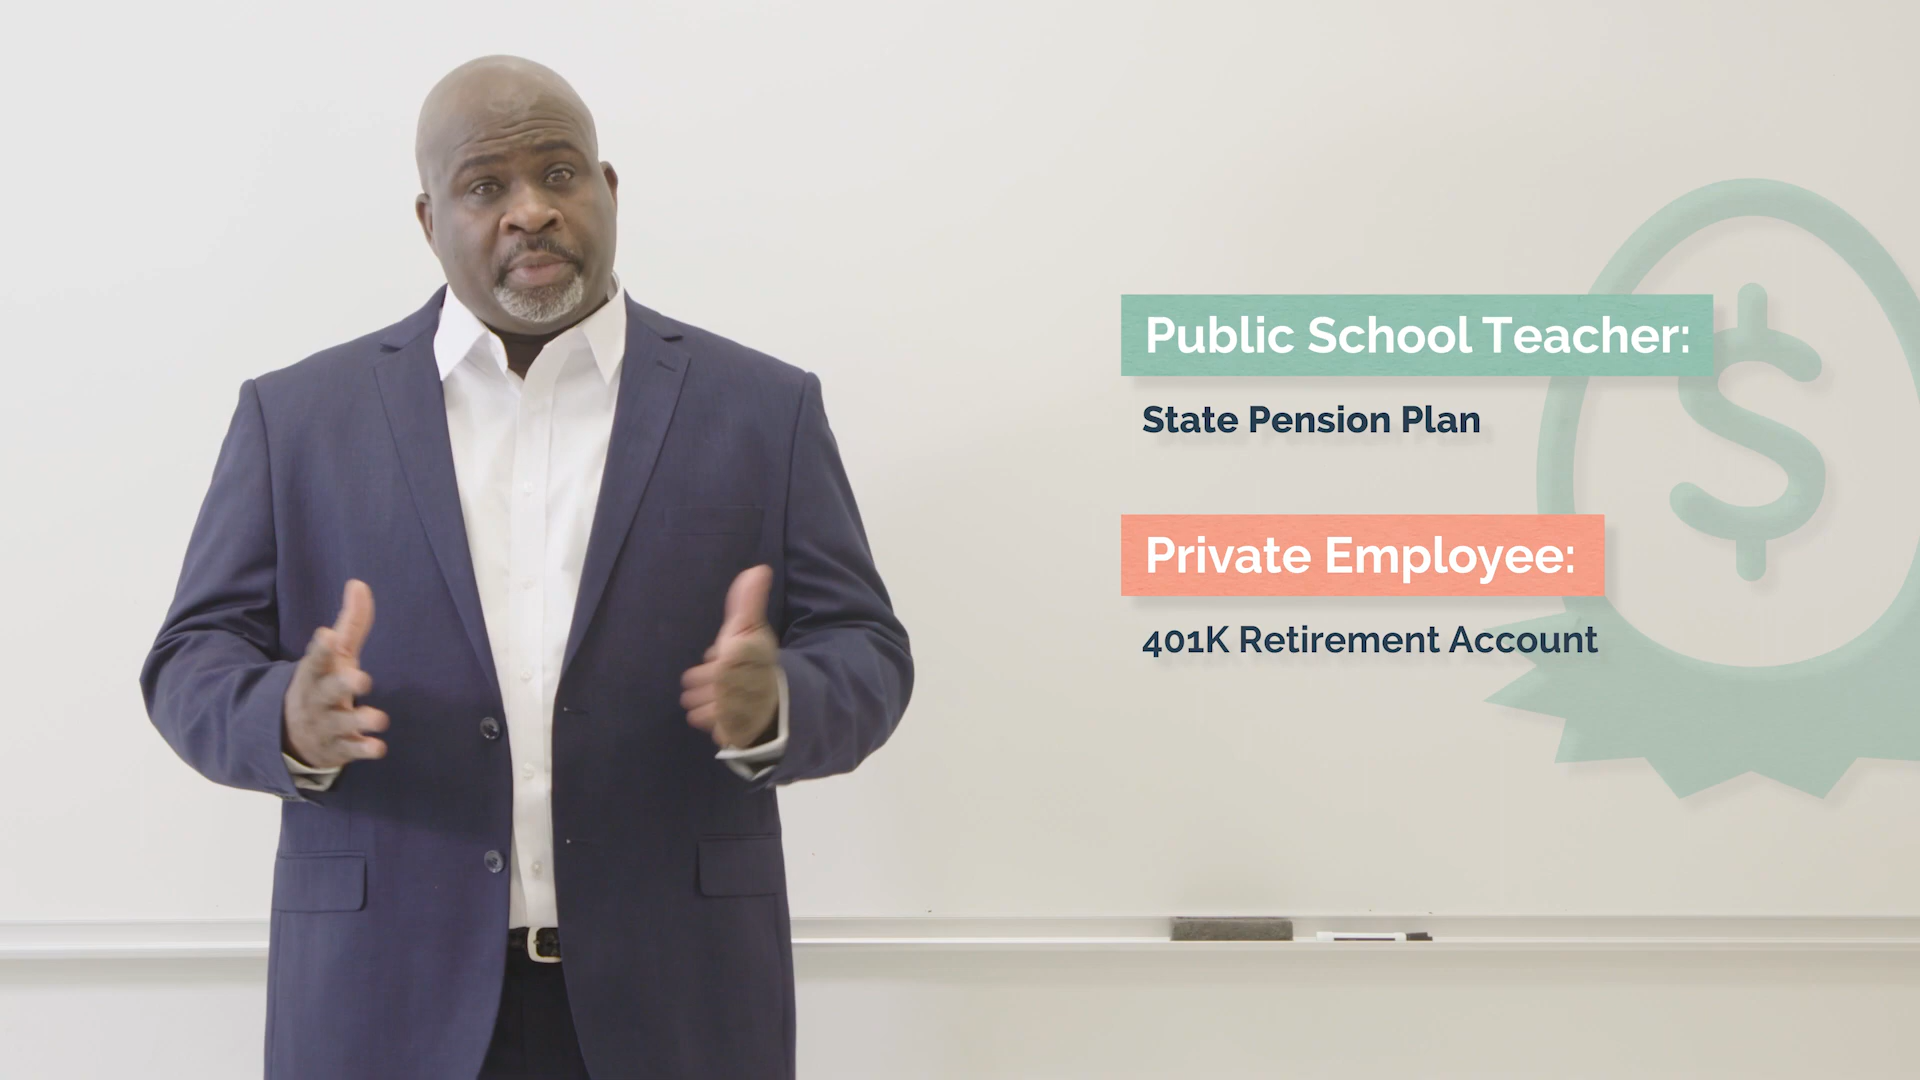 Public School Teacher:
State Pension Plan
Private Employee:
401K Retirement Account